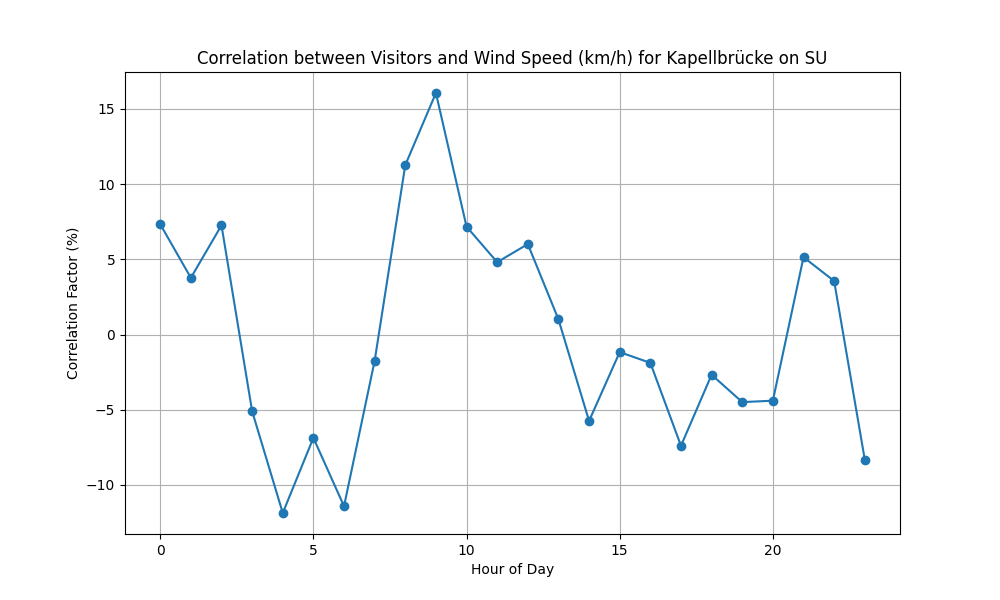 Correlation between Visitors and Wind Speed (km/h) for Kapellbrücke on SU
Correlation Factor (%)
15
10
5
0
−5
−10
0 5 10 15 20
Hour of Day